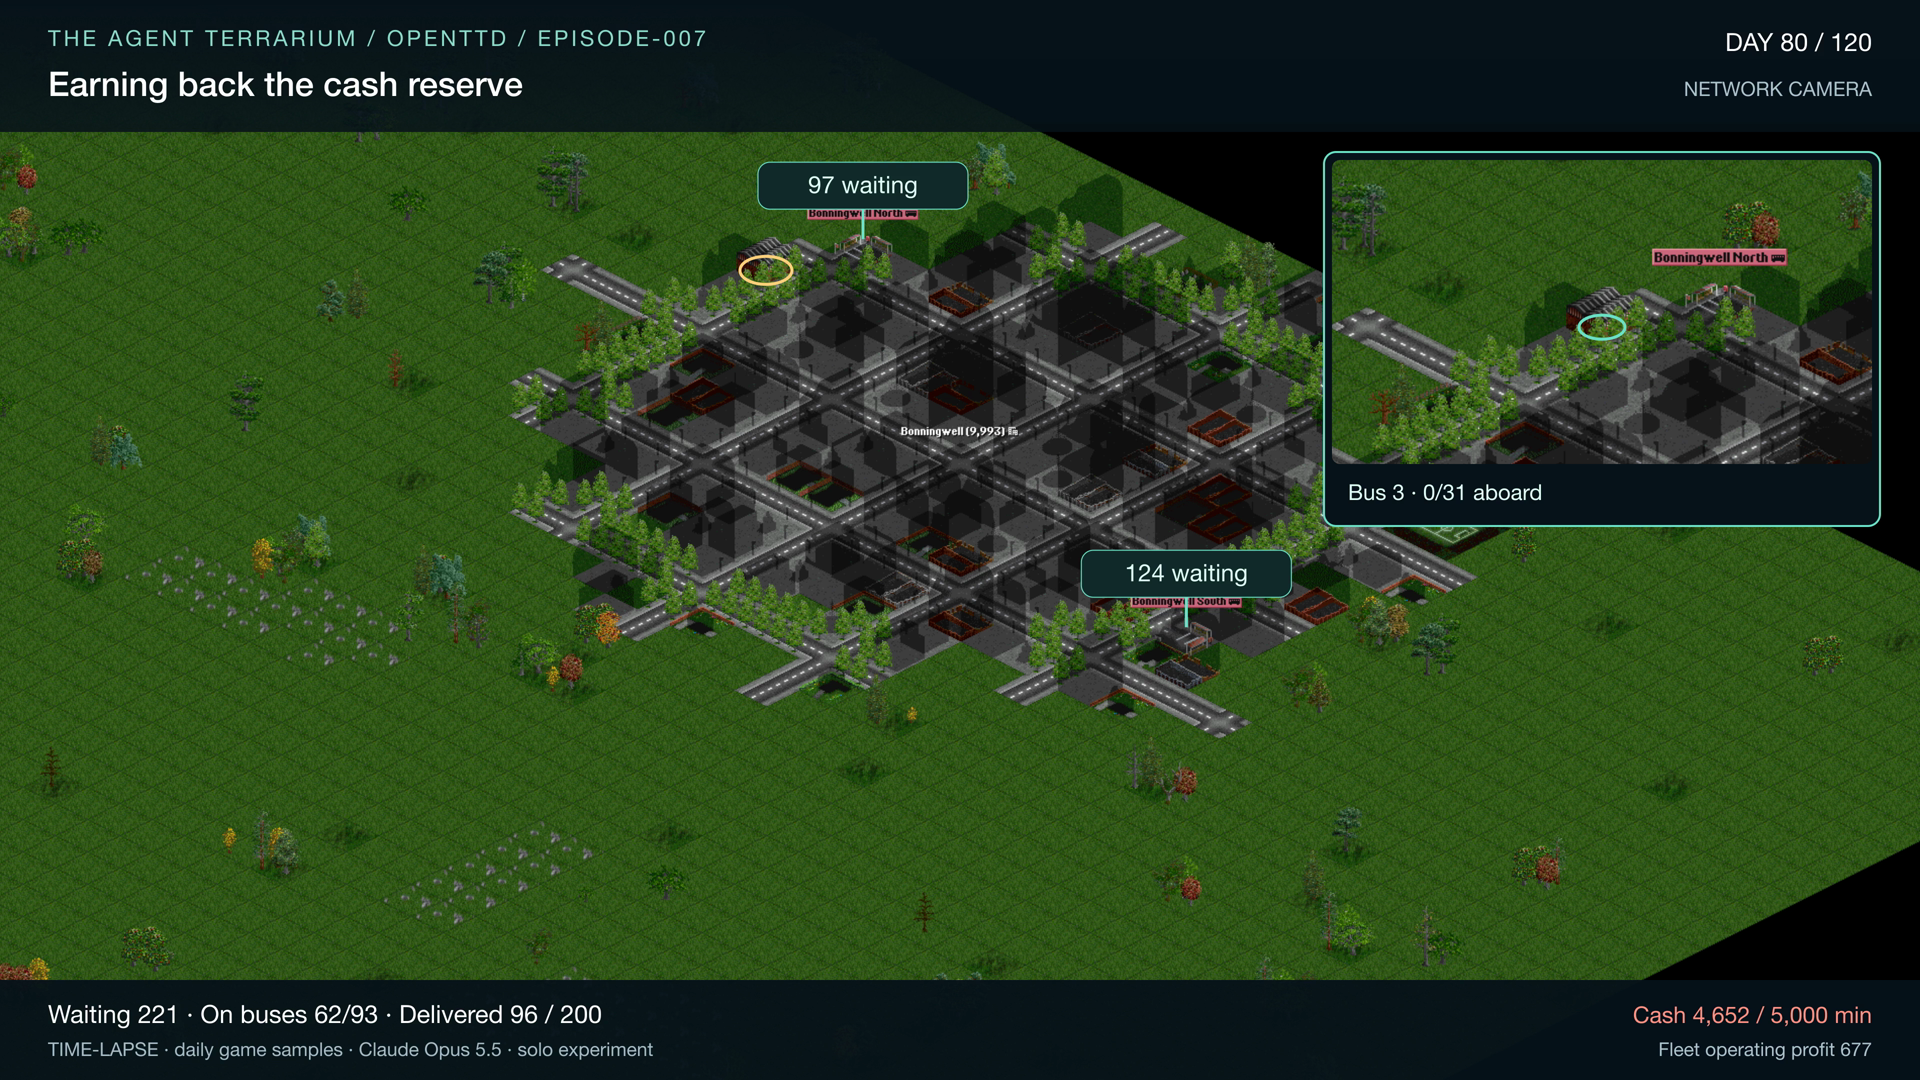 THE AGENT TERRARIUM / OPENTTD / EPISODE-007
Earning back the cash reserve
DAY 80 / 120
NETWORK CAMERA
97 waiting
Bonningwell North
Bonningwell North
Bus 3 · 0/31 aboard
Bonningwell (9,993)
124 waiting
Bonningwell South
Waiting 221 · On buses 62/93 · Delivered 96 / 200
TIME-LAPSE · daily game samples · Claude Opus 5.5 · solo experiment
Cash 4,652 / 5,000 min
Fleet operating profit 677